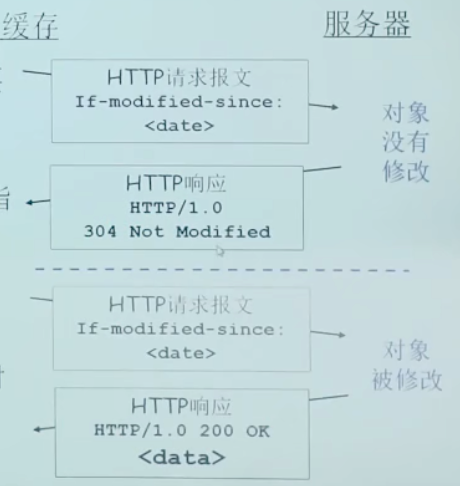 缓存
服务器
HTTP请求报文
If-modified-since:
<date>
对象
没有
修改
HTTP响应
HTTP/1.0
304 Not Modified
HTTP请求报文
If-modified-since:
<date>
对象
被修改
HTTP响应
HTTP/1.0 200 OK
<data>